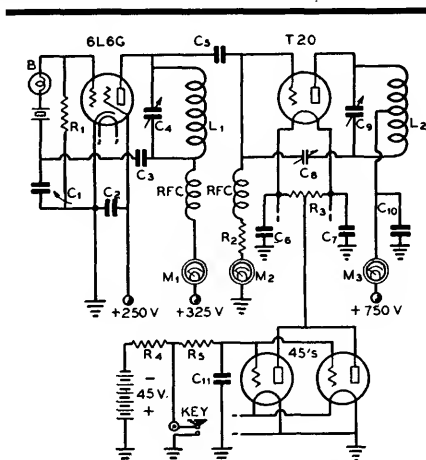 6L6G
C5
T20
B
R1
C4
L1
C9
L2
C3
RFC
RFC
C8
C1
C2
R2
R3
C6
C7
C10
M1
M2
M3
+250 V
+325 V
+750 V
R4
R5
45's
−
45 V.
+
C11
KEY